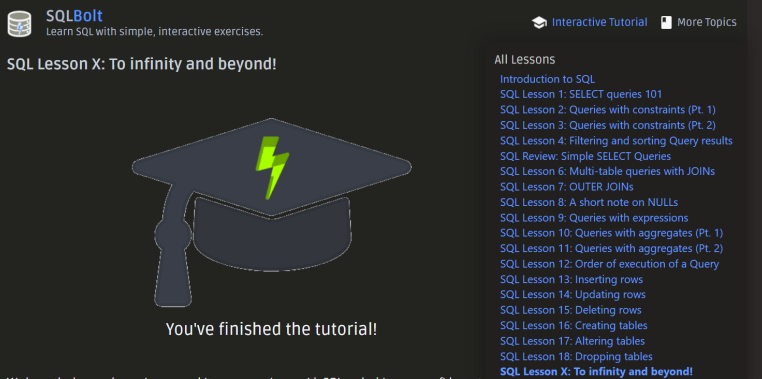 SQLBolt
Learn SQL with simple, interactive exercises.
Interactive Tutorial
More Topics
SQL Lesson X: To infinity and beyond!
You've finished the tutorial!
All Lessons
Introduction to SQL
SQL Lesson 1: SELECT queries 101
SQL Lesson 2: Queries with constraints (Pt. 1)
SQL Lesson 3: Queries with constraints (Pt. 2)
SQL Lesson 4: Filtering and sorting Query results
SQL Review: Simple SELECT Queries
SQL Lesson 6: Multi-table queries with JOINs
SQL Lesson 7: OUTER JOINs
SQL Lesson 8: A short note on NULLs
SQL Lesson 9: Queries with expressions
SQL Lesson 10: Queries with aggregates (Pt. 1)
SQL Lesson 11: Queries with aggregates (Pt. 2)
SQL Lesson 12: Order of execution of a Query
SQL Lesson 13: Inserting rows
SQL Lesson 14: Updating rows
SQL Lesson 15: Deleting rows
SQL Lesson 16: Creating tables
SQL Lesson 17: Altering tables
SQL Lesson 18: Dropping tables
SQL Lesson X: To infinity and beyond!